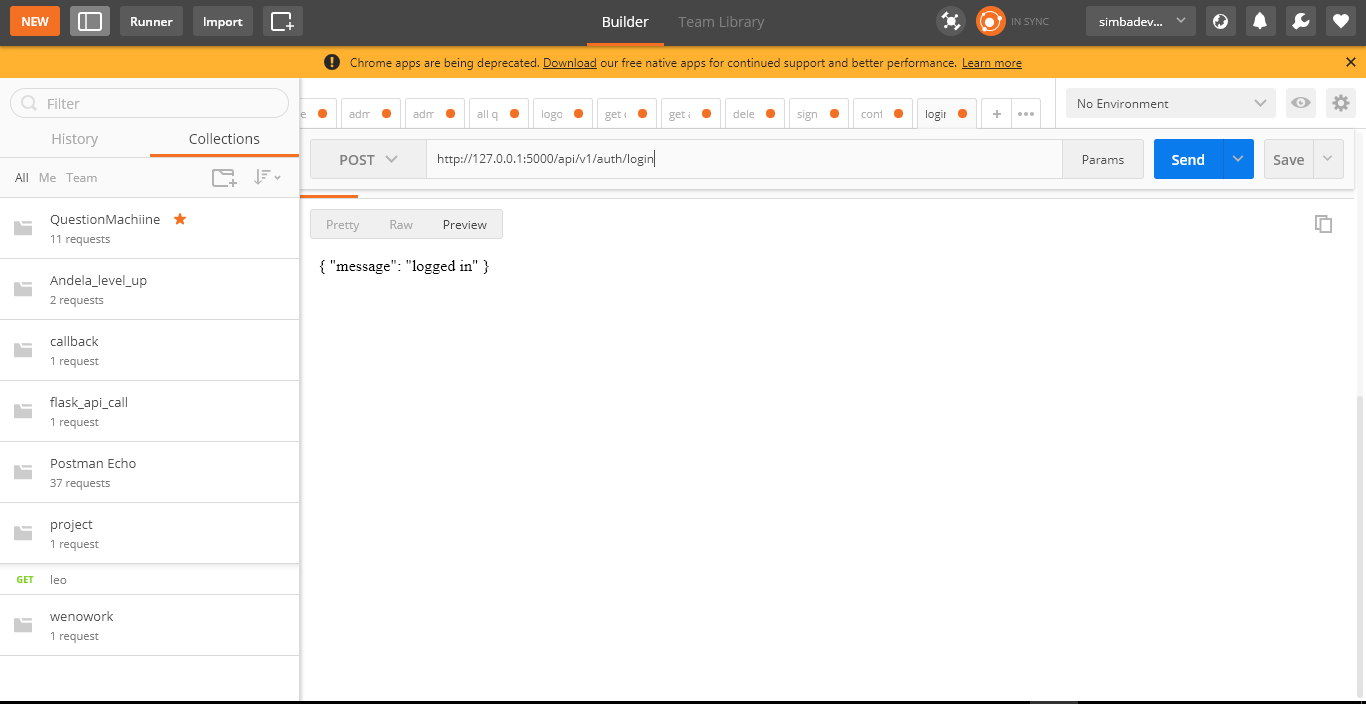 NEW Runner Import Builder Team Library IN SYNC simbadev...
Chrome apps are being deprecated. Download our free native apps for continued support and better performance. Learn more
Filter
e adm adm all q logo get get dele sign cont login + ••• No Environment
History Collections
POST http://127.0.0.1:5000/api/v1/auth/login Params Send Save
All Me Team
QuestionMachiine
11 requests
Pretty Raw Preview
{ "message": "logged in" }
Andela_level_up
2 requests
callback
1 request
flask_api_call
1 request
Postman Echo
37 requests
project
1 request
GET leo
wenowork
1 request